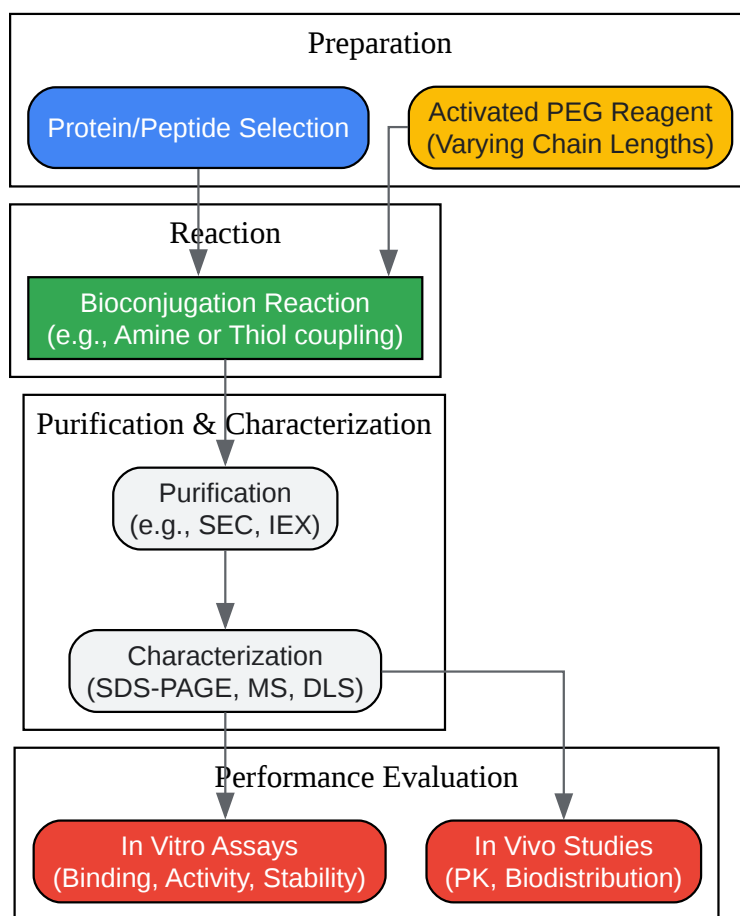 Preparation
Protein/Peptide Selection
Activated PEG Reagent
(Varying Chain Lengths)
Reaction
Bioconjugation Reaction
(e.g., Amine or Thiol coupling)
Purification & Characterization
Purification
(e.g., SEC, IEX)
Characterization
(SDS-PAGE, MS, DLS)
Performance Evaluation
In Vitro Assays
(Binding, Activity, Stability)
In Vivo Studies
(PK, Biodistribution)